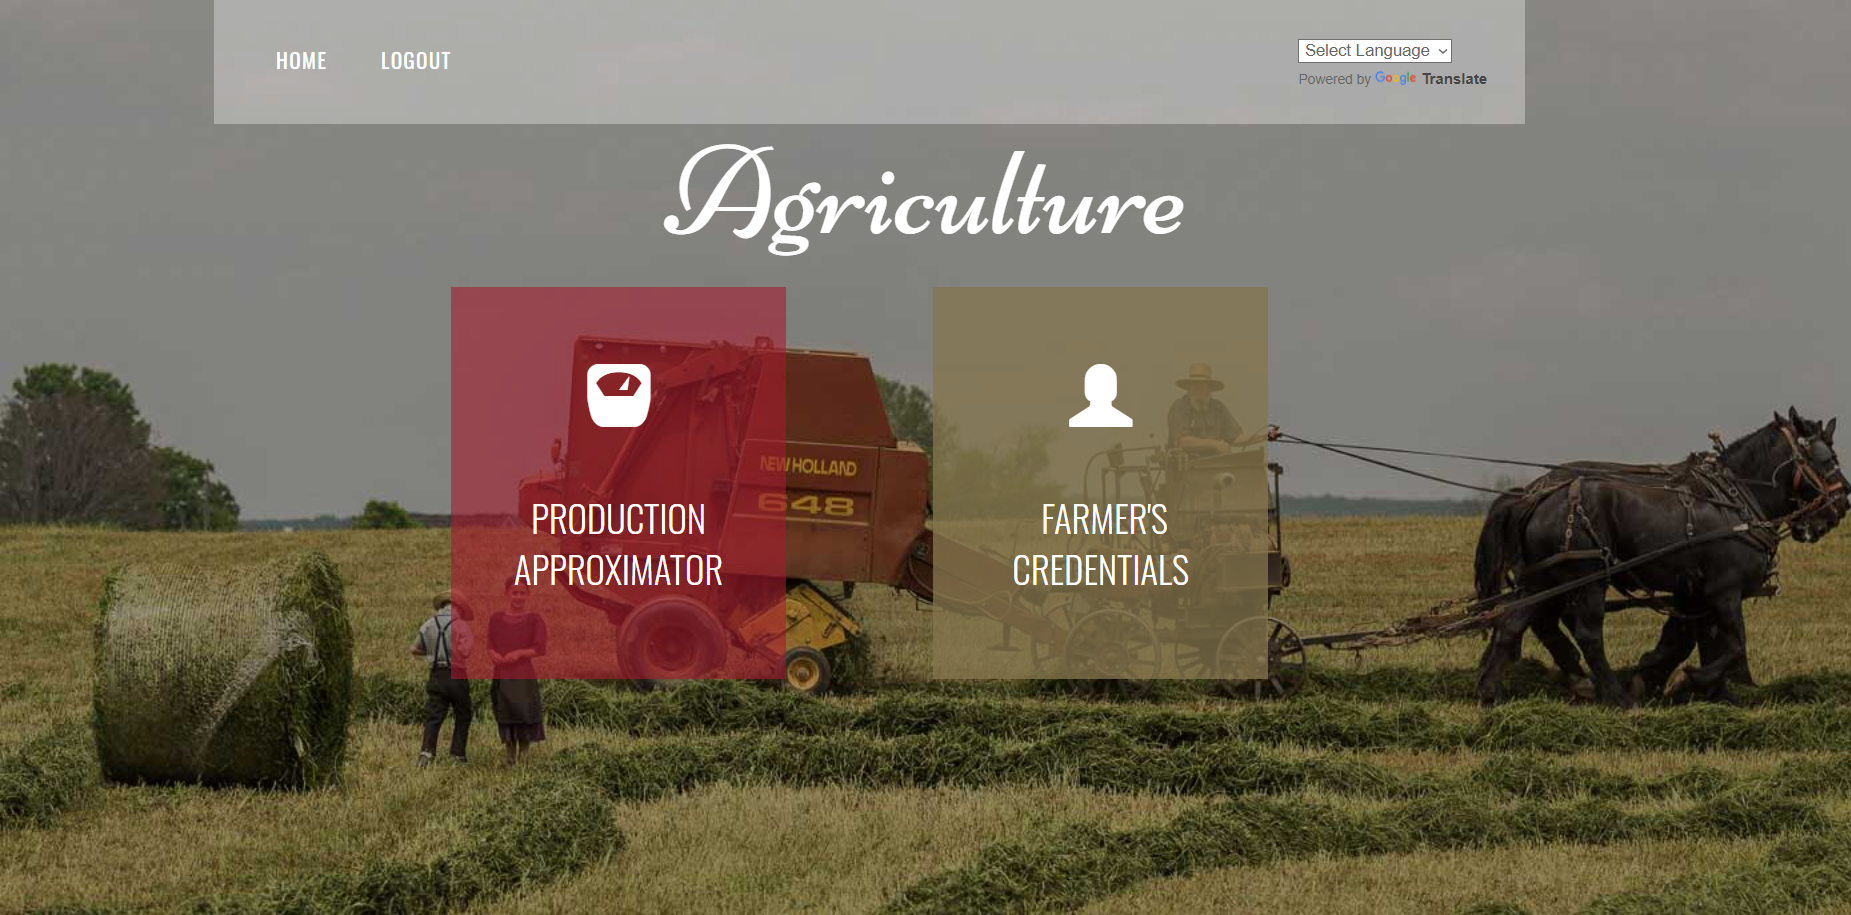 HOME
LOGOUT
Select Language
Powered by Google Translate
Agriculture
NEW HOLLAND
648
PRODUCTION
APPROXIMATOR
FARMER'S
CREDENTIALS